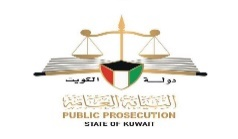 دولة الكويت
النيابة العامة
PUBLIC PROSECUTION
STATE OF KUWAIT